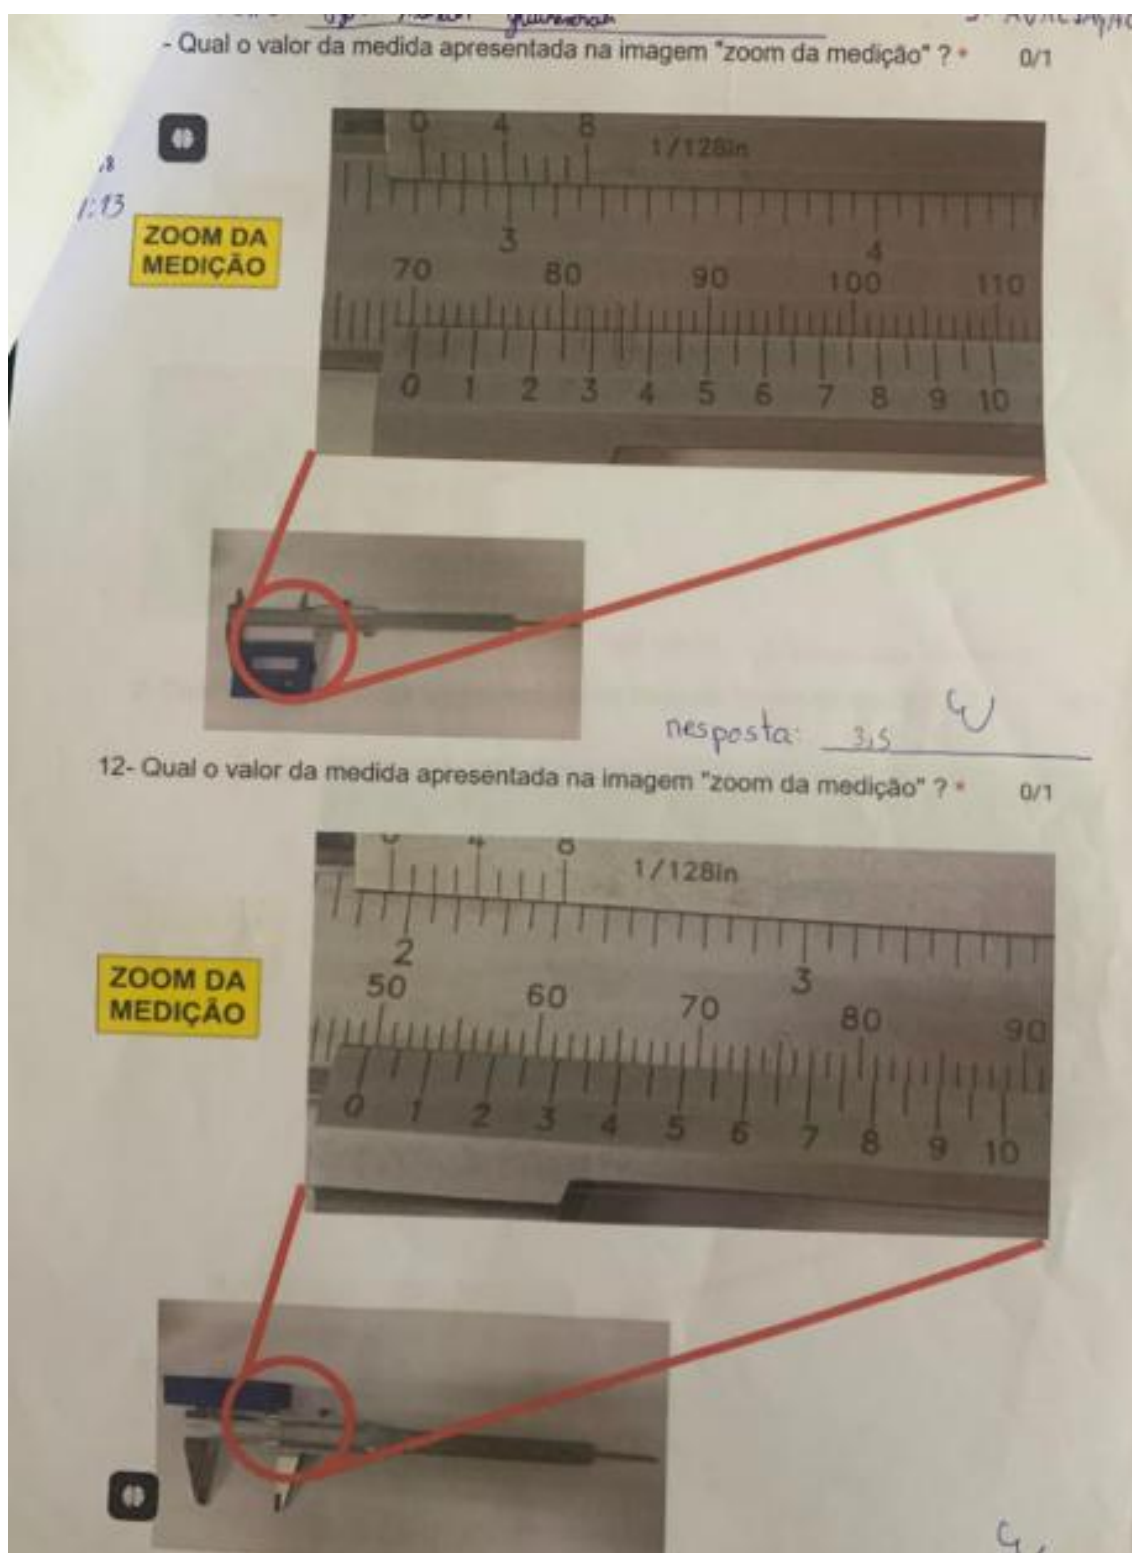 - Qual o valor da medida apresentada na imagem "zoom da medição" ? * 0/1
0 4 8
1/128in
,8
1:13
ZOOM DA
MEDIÇÃO
3 4
70 80 90 100 110
0 1 2 3 4 5 6 7 8 9 10
resposta: 3,5
12- Qual o valor da medida apresentada na imagem "zoom da medição" ? * 0/1
0 4 8
1/128in
2 3
ZOOM DA
MEDIÇÃO
50 60 70 80 90
0 1 2 3 4 5 6 7 8 9 10